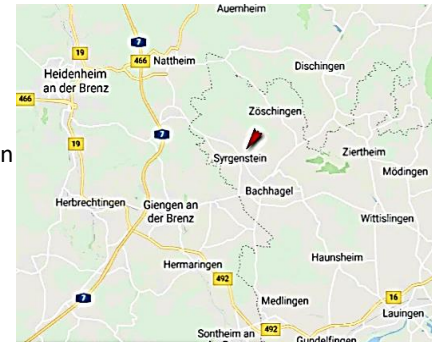 Auernheim
7
19
466
Nattheim
Dischingen
Heidenheim
an der Brenz
466
Zöschingen
7
19
n
Syrgenstein
Ziertheim
Mödingen
Bachhagel
Herbrechtingen
Giengen an
der Brenz
Wittislingen
Hermaringen
Haunsheim
492
7
Medlingen
16
Lauingen
Sontheim an
492
Gundelfingen